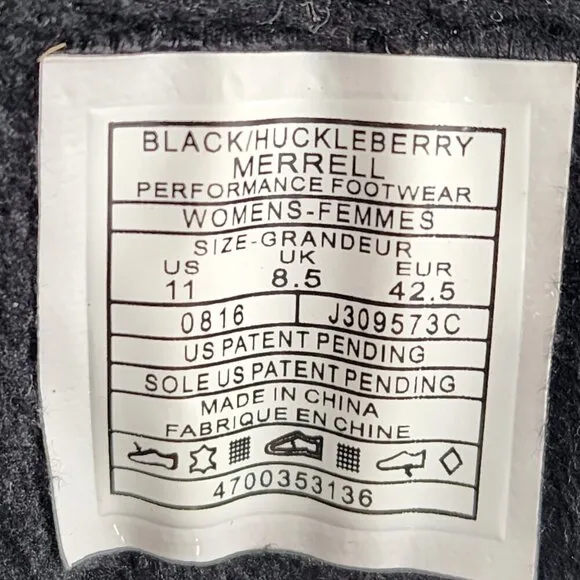 BLACK/HUCKLEBERRY
MERRELL
PERFORMANCE FOOTWEAR
WOMENS-FEMMES
SIZE-GRANDEUR
US UK EUR
11 8.5 42.5
0816 J309573C
US PATENT PENDING
SOLE US PATENT PENDING
MADE IN CHINA
FABRIQUE EN CHINE
4700353136